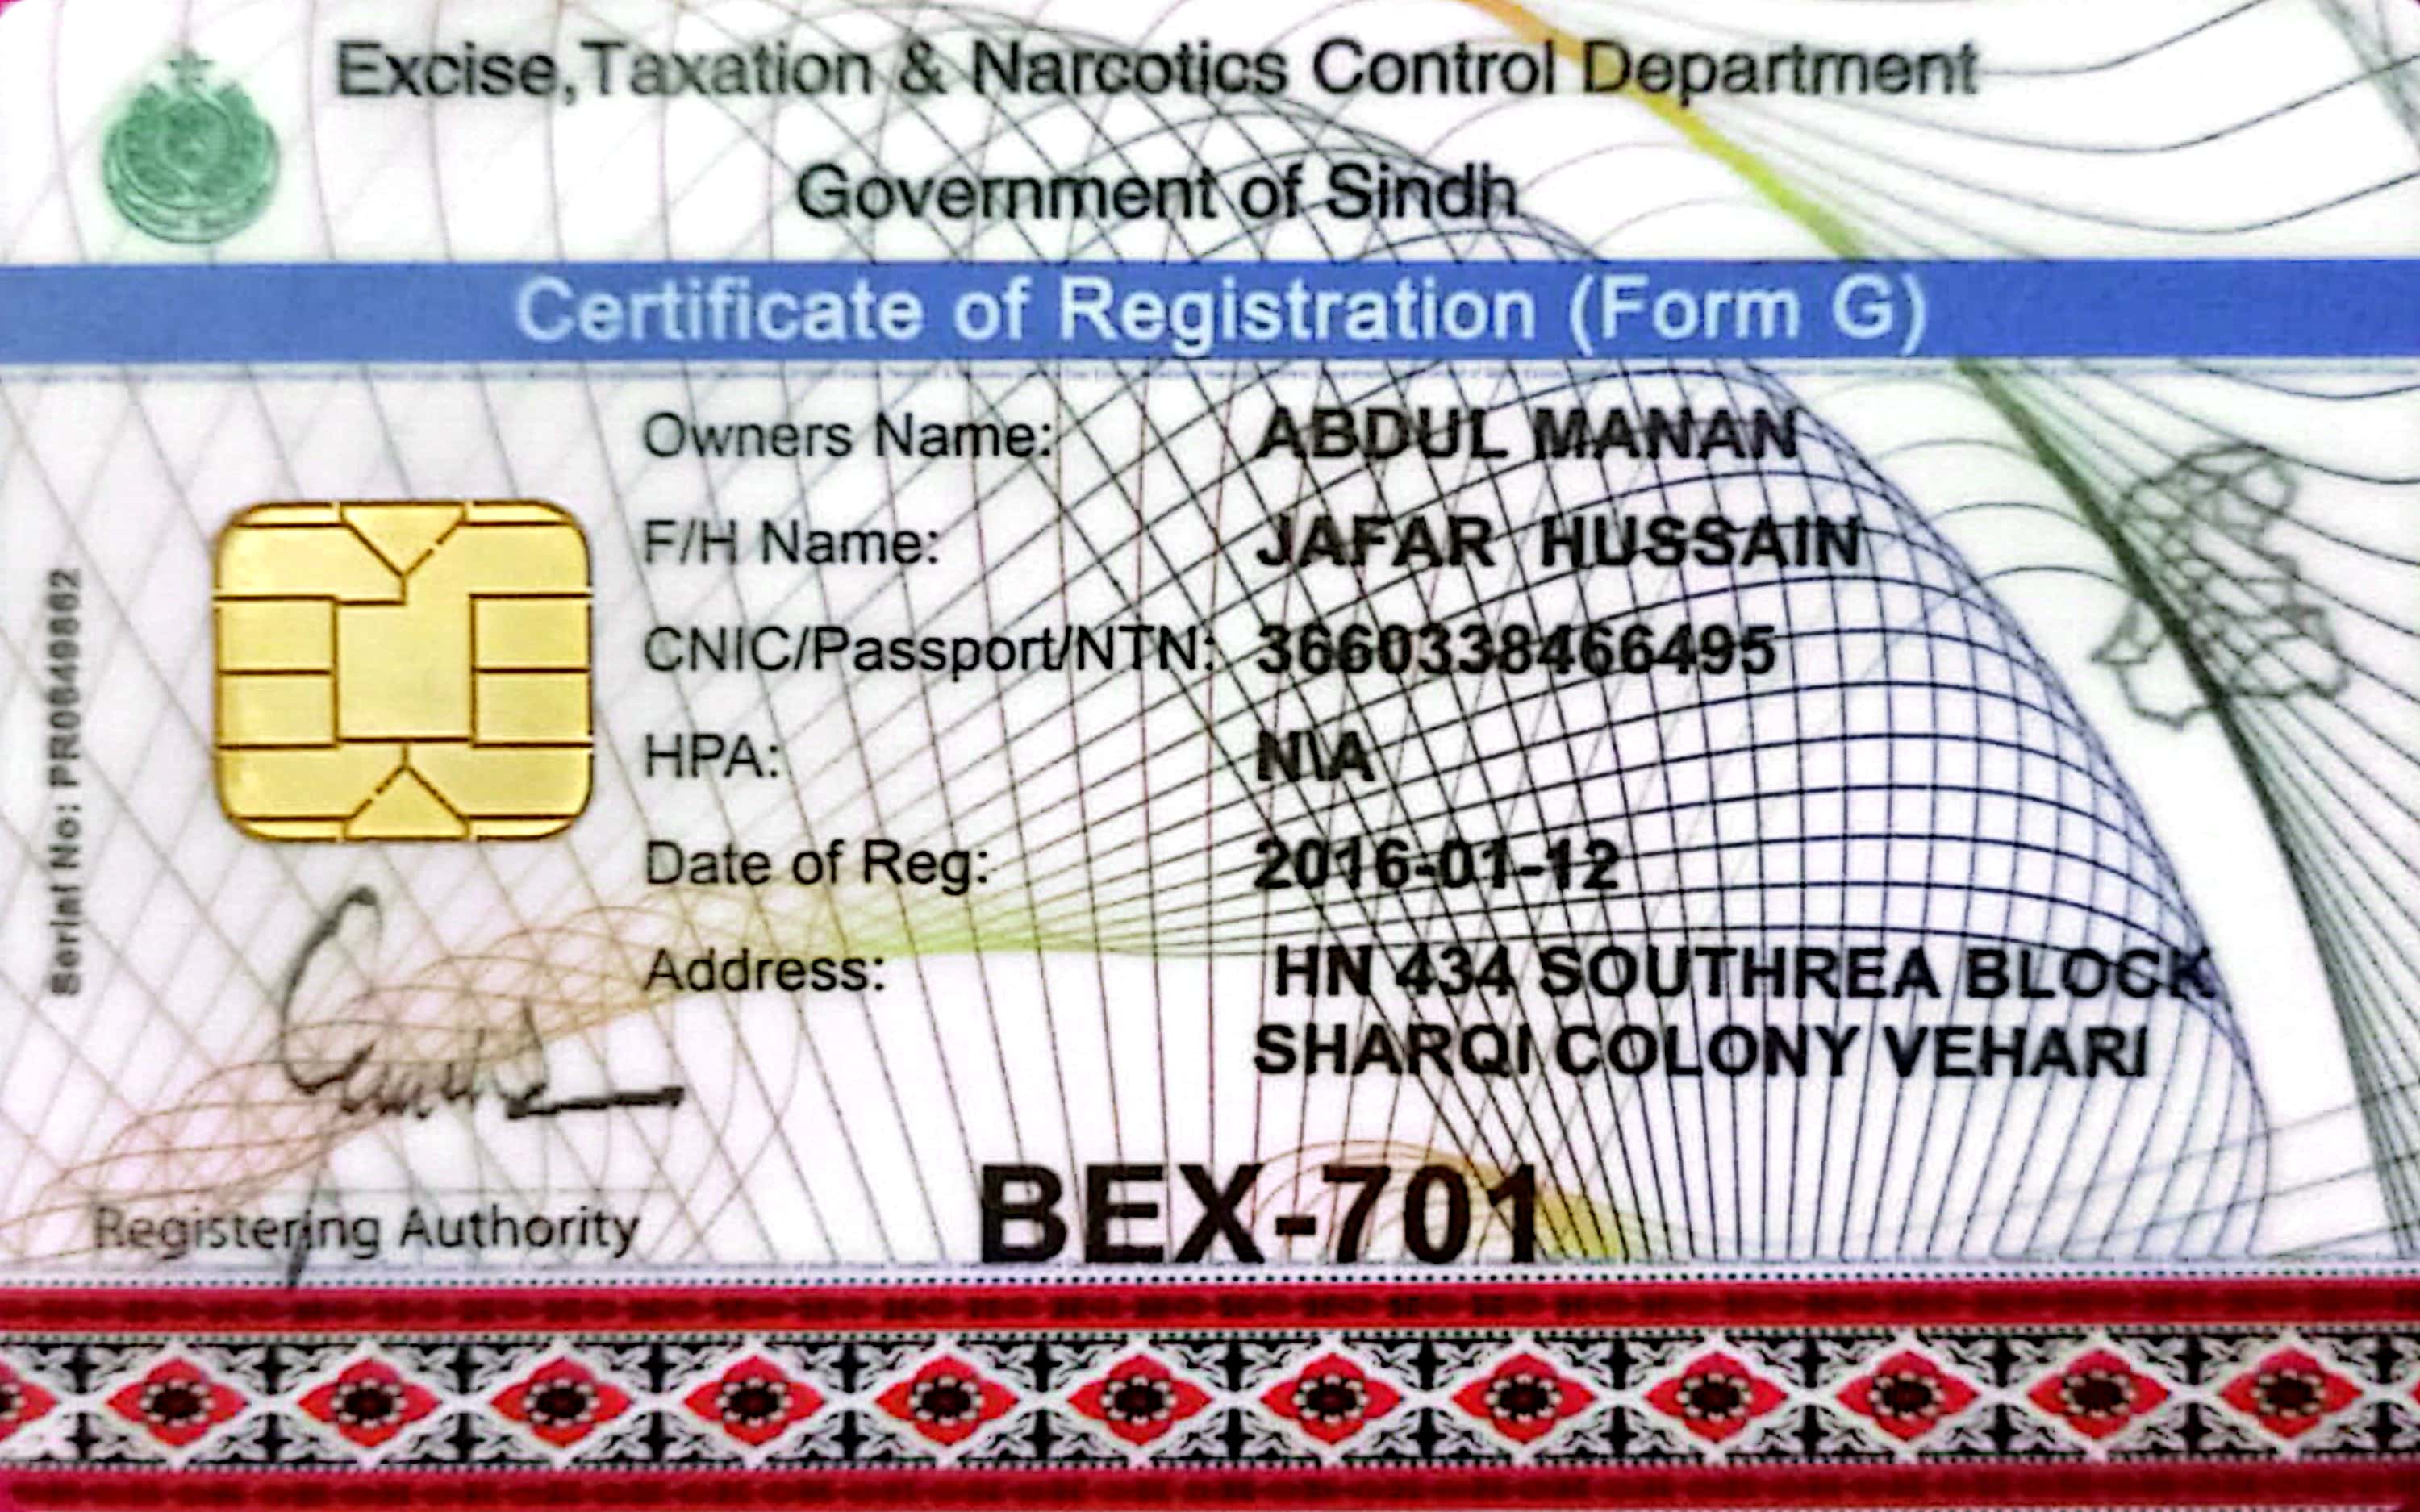 Excise,Taxation & Narcotics Control Department
Government of Sindh
Certificate of Registration (Form G)
Owners Name: ABDUL MANAN
F/H Name: JAFAR HUSSAIN
CNIC/Passport/NTN: 3660338466495
HPA: N\A
Date of Reg: 2016-01-12
Address: HN 434 SOUTHREA BLOCK
SHARQI COLONY VEHARI
Serial No:
Registering Authority
BEX-701